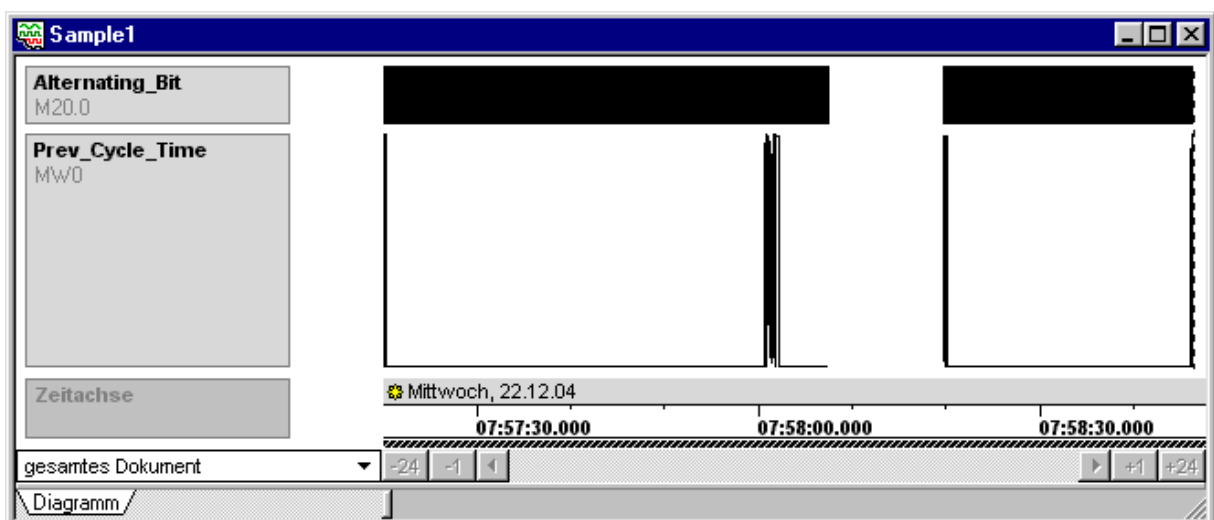 Sample1
Alternating_Bit
M20.0
Prev_Cycle_Time
MW0
Zeitachse
Mittwoch, 22.12.04
07:57:30.000 07:58:00.000 07:58:30.000
gesamtes Dokument -24 -1 +1 +24
Diagramm